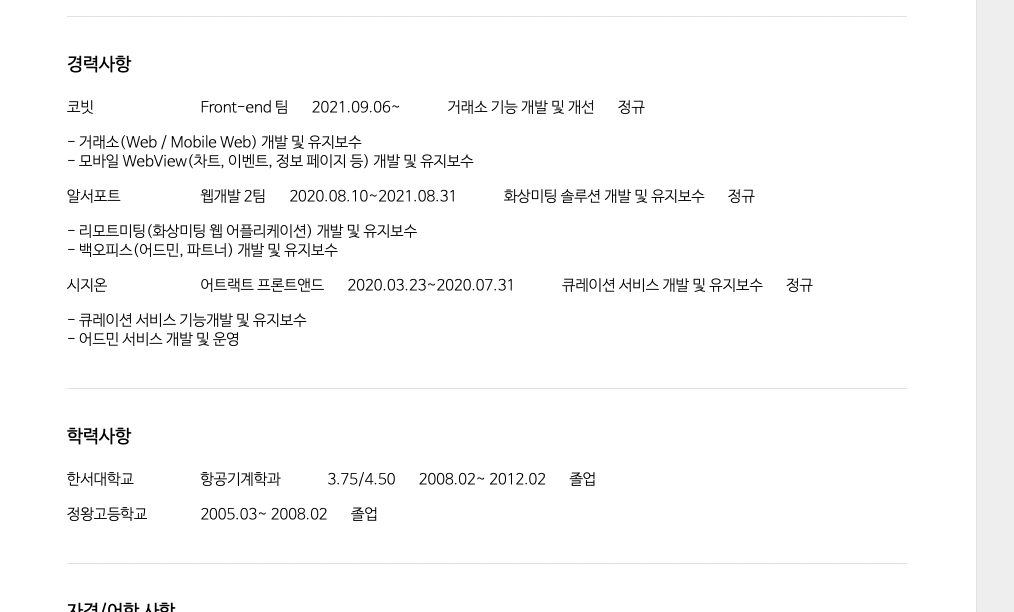 경력사항
코빗 Front-end 팀 2021.09.06~ 거래소 기능 개발 및 개선 정규
- 거래소(Web / Mobile Web) 개발 및 유지보수
- 모바일 WebView(차트, 이벤트, 정보 페이지 등) 개발 및 유지보수
알서포트 웹개발 2팀 2020.08.10~2021.08.31 화상미팅 솔루션 개발 및 유지보수 정규
- 리모트미팅(화상미팅 웹 어플리케이션) 개발 및 유지보수
- 백오피스(어드민, 파트너) 개발 및 유지보수
시지온 어트랙트 프론트앤드 2020.03.23~2020.07.31 큐레이션 서비스 개발 및 유지보수 정규
- 큐레이션 서비스 기능개발 및 유지보수
- 어드민 서비스 개발 및 운영
학력사항
한서대학교 항공기계학과 3.75/4.50 2008.02~ 2012.02 졸업
정왕고등학교 2005.03~ 2008.02 졸업
자격/어학 사항